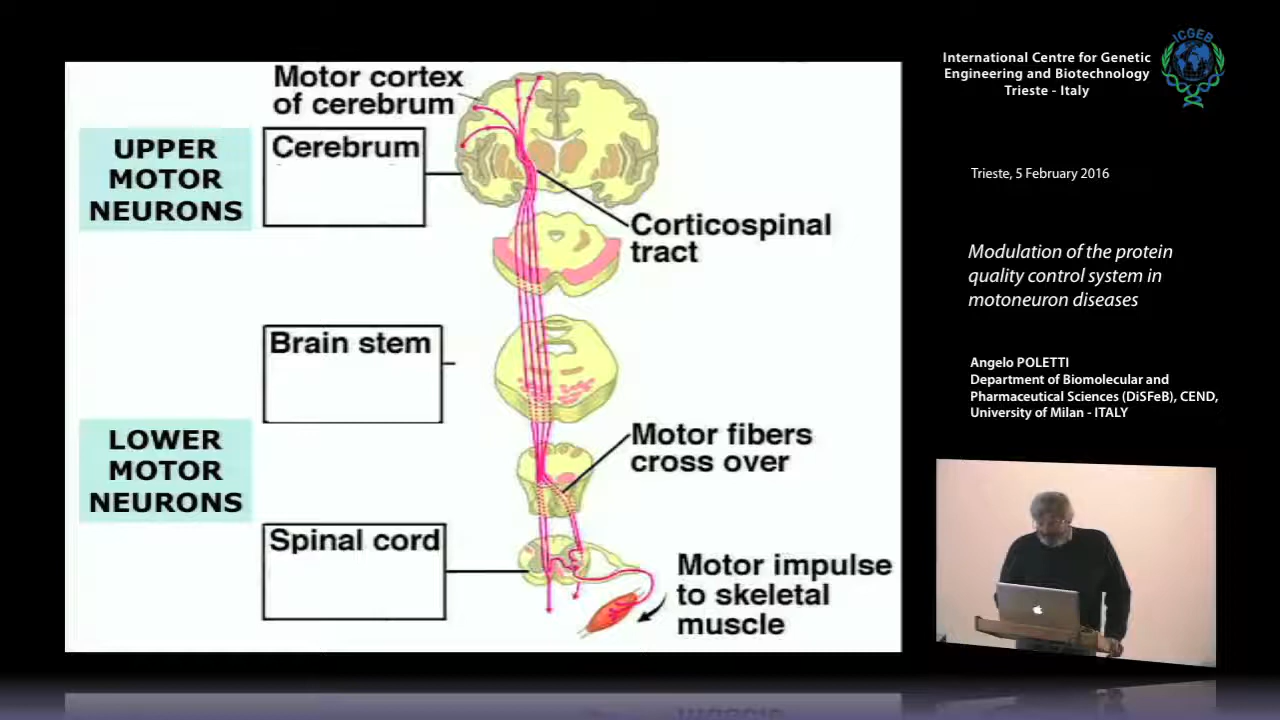 Motor cortex
of cerebrum
UPPER
MOTOR
NEURONS
Cerebrum
Corticospinal
tract
Brain stem
LOWER
MOTOR
NEURONS
Motor fibers
cross over
Spinal cord
Motor impulse
to skeletal
muscle
International Centre for Genetic
Engineering and Biotechnology
Trieste - Italy
ICGEB
Trieste, 5 February 2016
Modulation of the protein
quality control system in
motoneuron diseases
Angelo POLETTI
Department of Biomolecular and
Pharmaceutical Sciences (DiSFeB), CEND,
University of Milan - ITALY